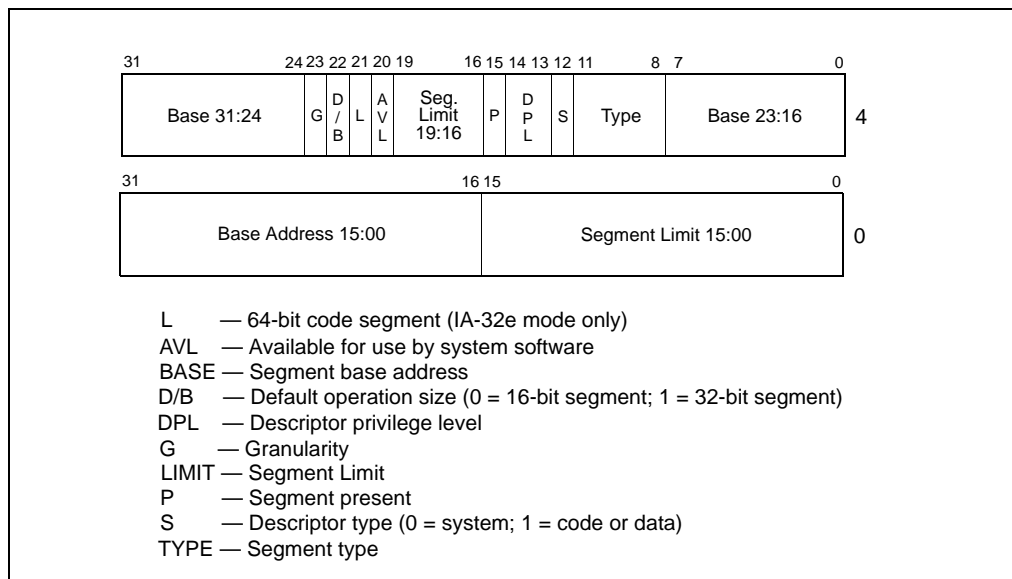 31 24 23 22 21 20 19 16 15 14 13 12 11 8 7 0
Base 31:24 G D/B L AVL Seg. Limit 19:16 P DPL S Type Base 23:16 4
31 16 15 0
Base Address 15:00 Segment Limit 15:00 0
L — 64-bit code segment (IA-32e mode only)
AVL — Available for use by system software
BASE — Segment base address
D/B — Default operation size (0 = 16-bit segment; 1 = 32-bit segment)
DPL — Descriptor privilege level
G — Granularity
LIMIT — Segment Limit
P — Segment present
S — Descriptor type (0 = system; 1 = code or data)
TYPE — Segment type